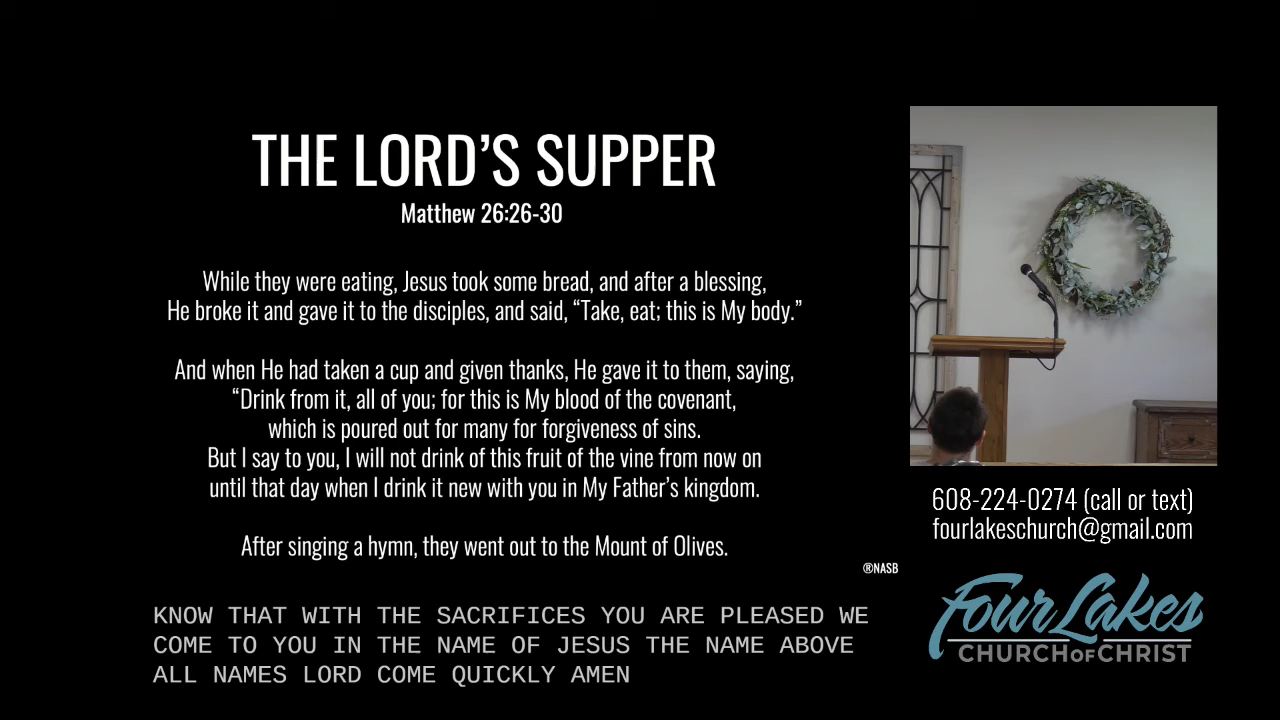 THE LORD’S SUPPER
Matthew 26:26-30
While they were eating, Jesus took some bread, and after a blessing,
He broke it and gave it to the disciples, and said, “Take, eat; this is My body.”
And when He had taken a cup and given thanks, He gave it to them, saying,
“Drink from it, all of you; for this is My blood of the covenant,
which is poured out for many for forgiveness of sins.
But I say to you, I will not drink of this fruit of the vine from now on
until that day when I drink it new with you in My Father’s kingdom.
After singing a hymn, they went out to the Mount of Olives.
®NASB
KNOW THAT WITH THE SACRIFICES YOU ARE PLEASED WE
COME TO YOU IN THE NAME OF JESUS THE NAME ABOVE
ALL NAMES LORD COME QUICKLY AMEN
608-224-0274 (call or text)
fourlakeschurch@gmail.com
Four Lakes
CHURCH OF CHRIST